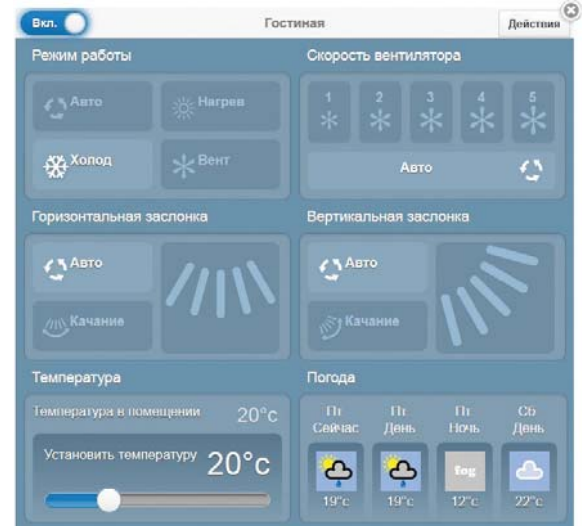 Вкл.
Гостиная
Действия
Режим работы
Авто
Нагрев
Холод
Вент
Скорость вентилятора
1 2 3 4 5
Авто
Горизонтальная заслонка
Авто
Качание
Вертикальная заслонка
Авто
Качание
Температура
Температура в помещении 20°c
Установить температуру 20°c
Погода
Пт Пт Пт Сб
Сейчас День Ночь День
fog
19°c 19°c 12°c 22°c